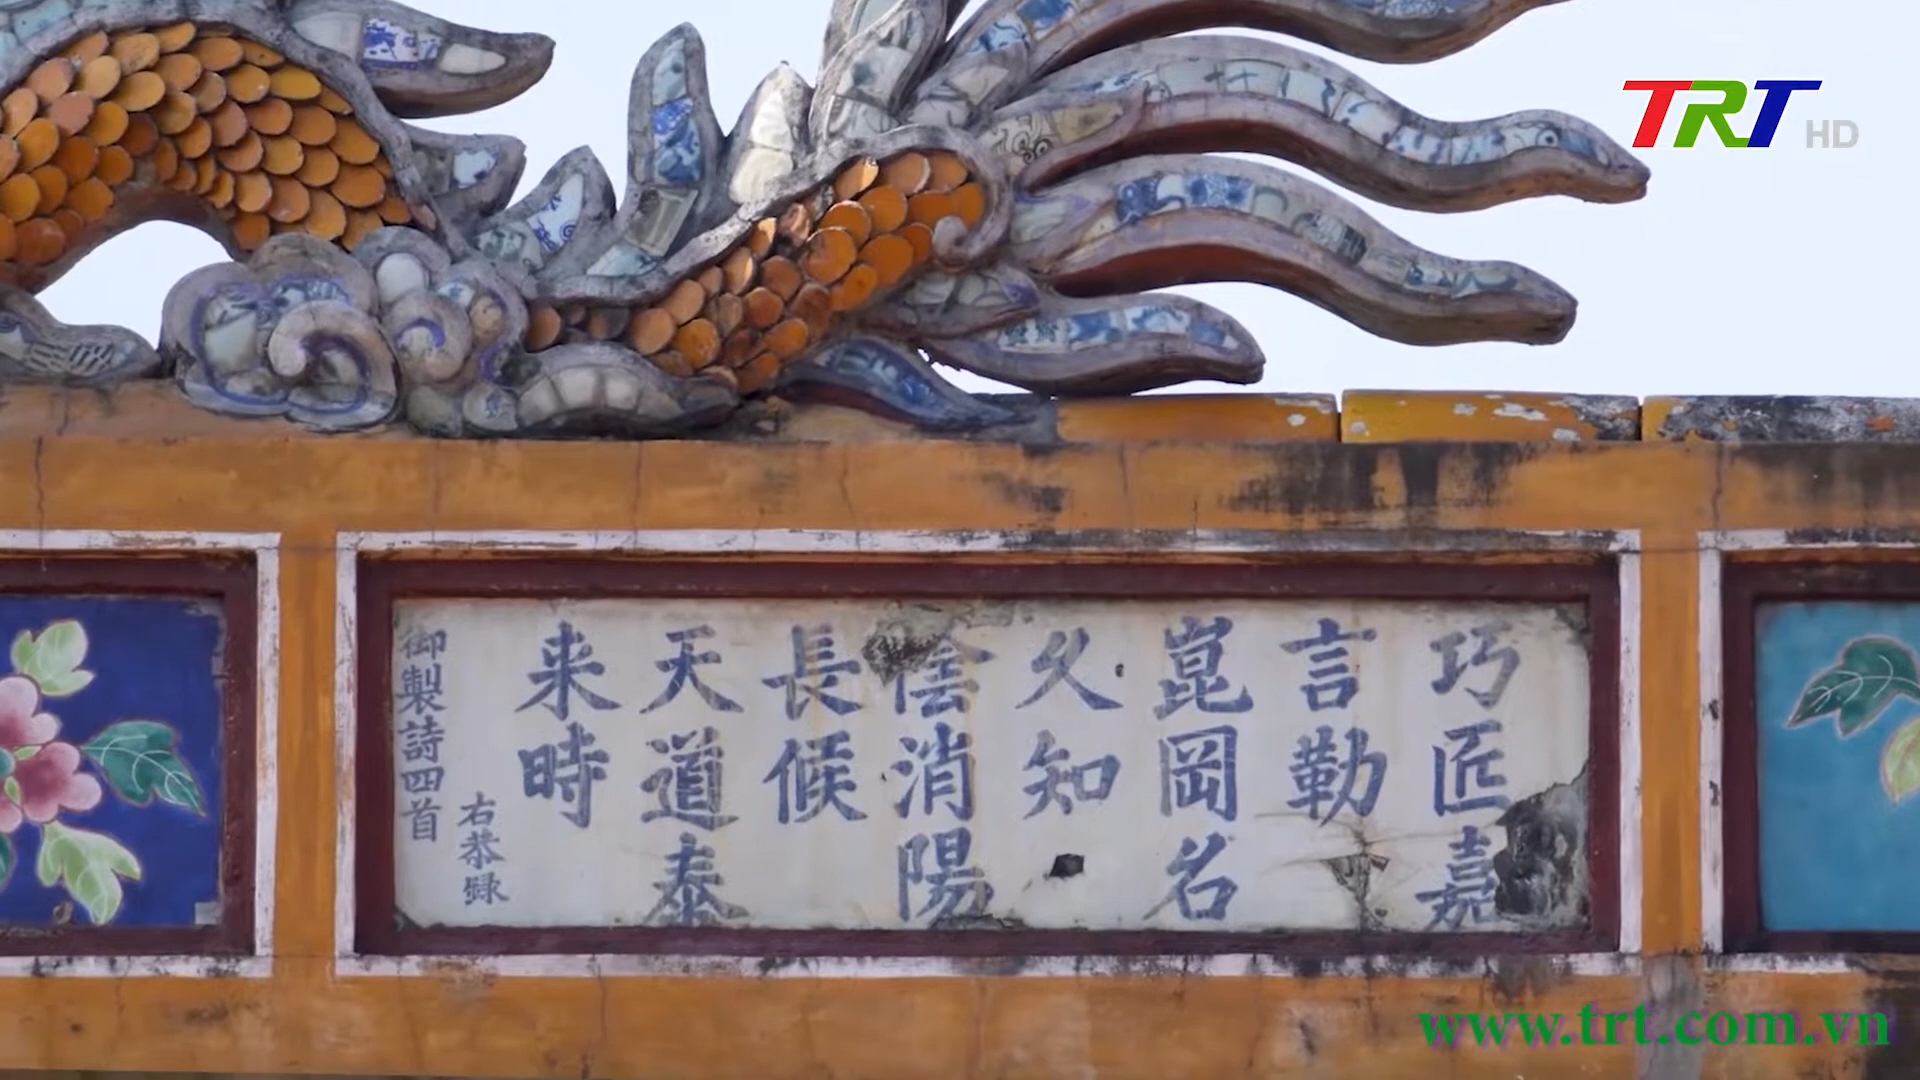 TRT HD
巧匠嘉
言勒
崑岡名
久知
陰消陽
長候
天道泰
来時
右恭録
御製詩四首
www.trt.com.vn